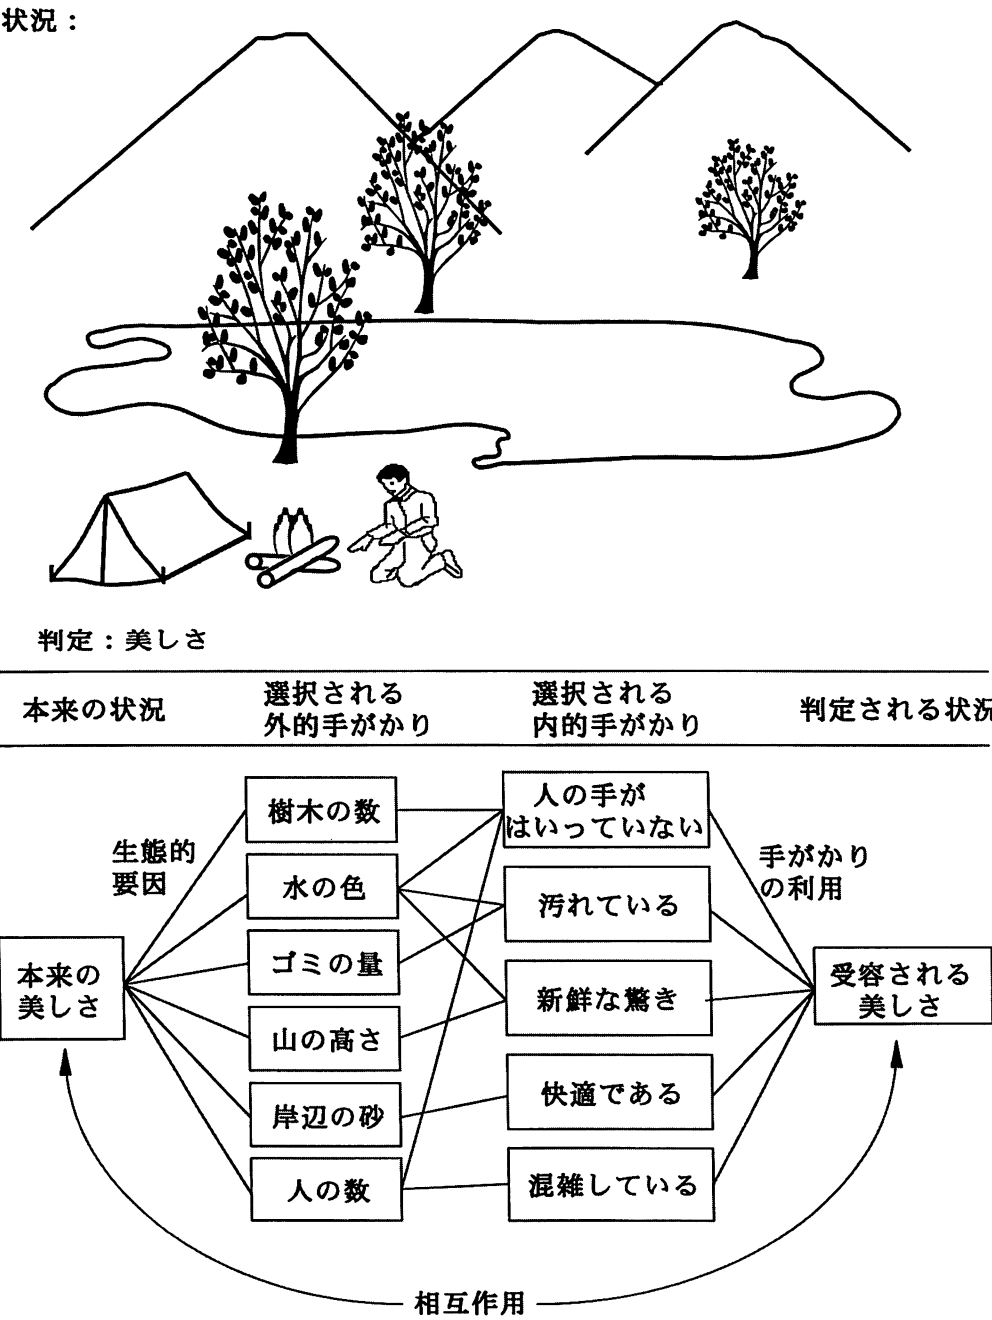 状況：
判定：美しさ
本来の状況
選択される
外的手がかり
選択される
内的手がかり
判定される状況
生態的
要因
手がかり
の利用
本来の
美しさ
樹木の数
水の色
ゴミの量
山の高さ
岸辺の砂
人の数
人の手が
はいっていない
汚れている
新鮮な驚き
快適である
混雑している
受容される
美しさ
相互作用